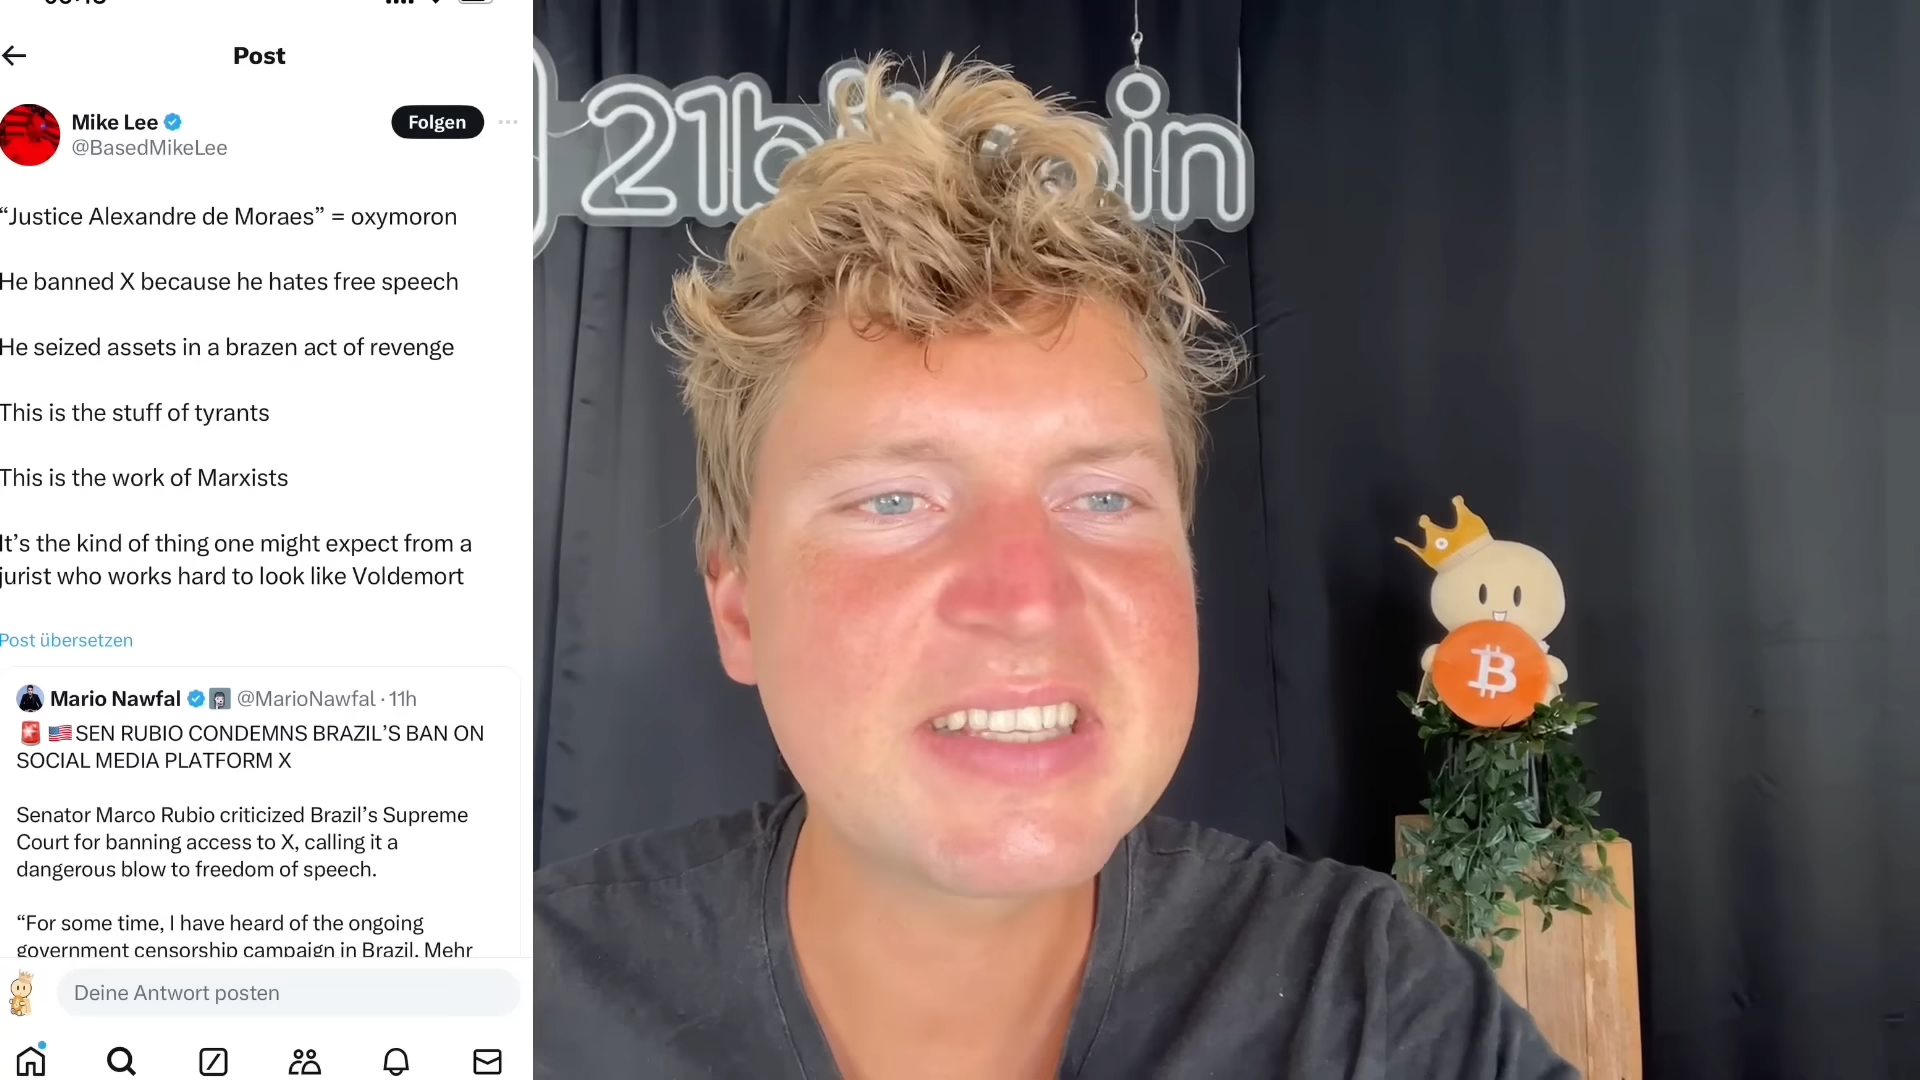 Post
Mike Lee
@BasedMikeLee
Folgen
“Justice Alexandre de Moraes” = oxymoron
He banned X because he hates free speech
He seized assets in a brazen act of revenge
This is the stuff of tyrants
This is the work of Marxists
It’s the kind of thing one might expect from a
jurist who works hard to look like Voldemort
Post übersetzen
Mario Nawfal @MarioNawfal · 11h
SEN RUBIO CONDEMNS BRAZIL’S BAN ON
SOCIAL MEDIA PLATFORM X
Senator Marco Rubio criticized Brazil’s Supreme
Court for banning access to X, calling it a
dangerous blow to freedom of speech.
“For some time, I have heard of the ongoing
government censorship campaign in Brazil. Mehr
Deine Antwort posten
21bitcoin